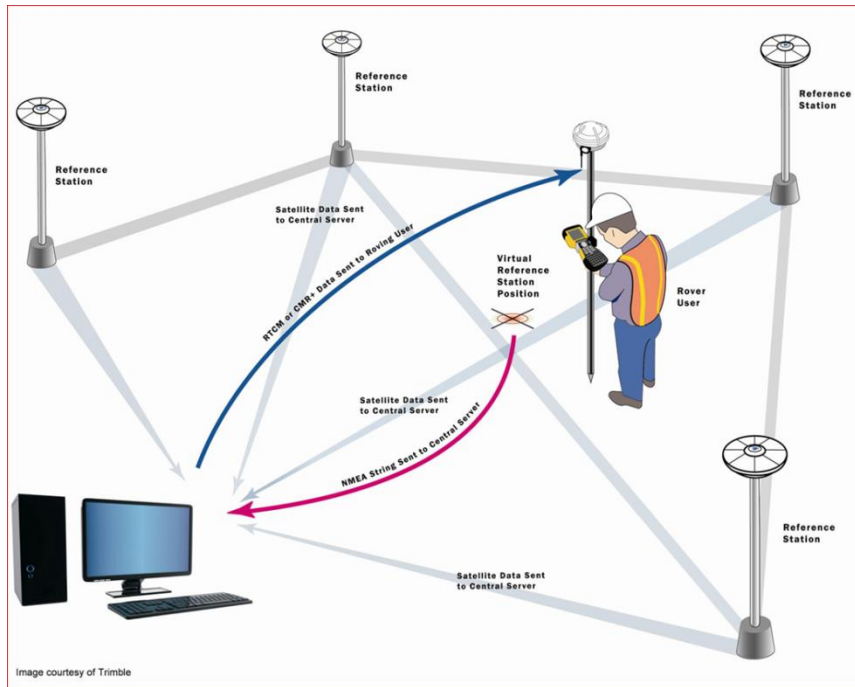 Reference
Station
Reference
Station
Reference
Station
Satellite Data Sent
to Central Server
RTCM or CMR+ Data Sent to Roving User
Virtual
Reference
Station
Position
Rover
User
Satellite Data Sent
to Central Server
NMEA String Sent to Central Server
Reference
Station
Satellite Data Sent
to Central Server
Image courtesy of Trimble